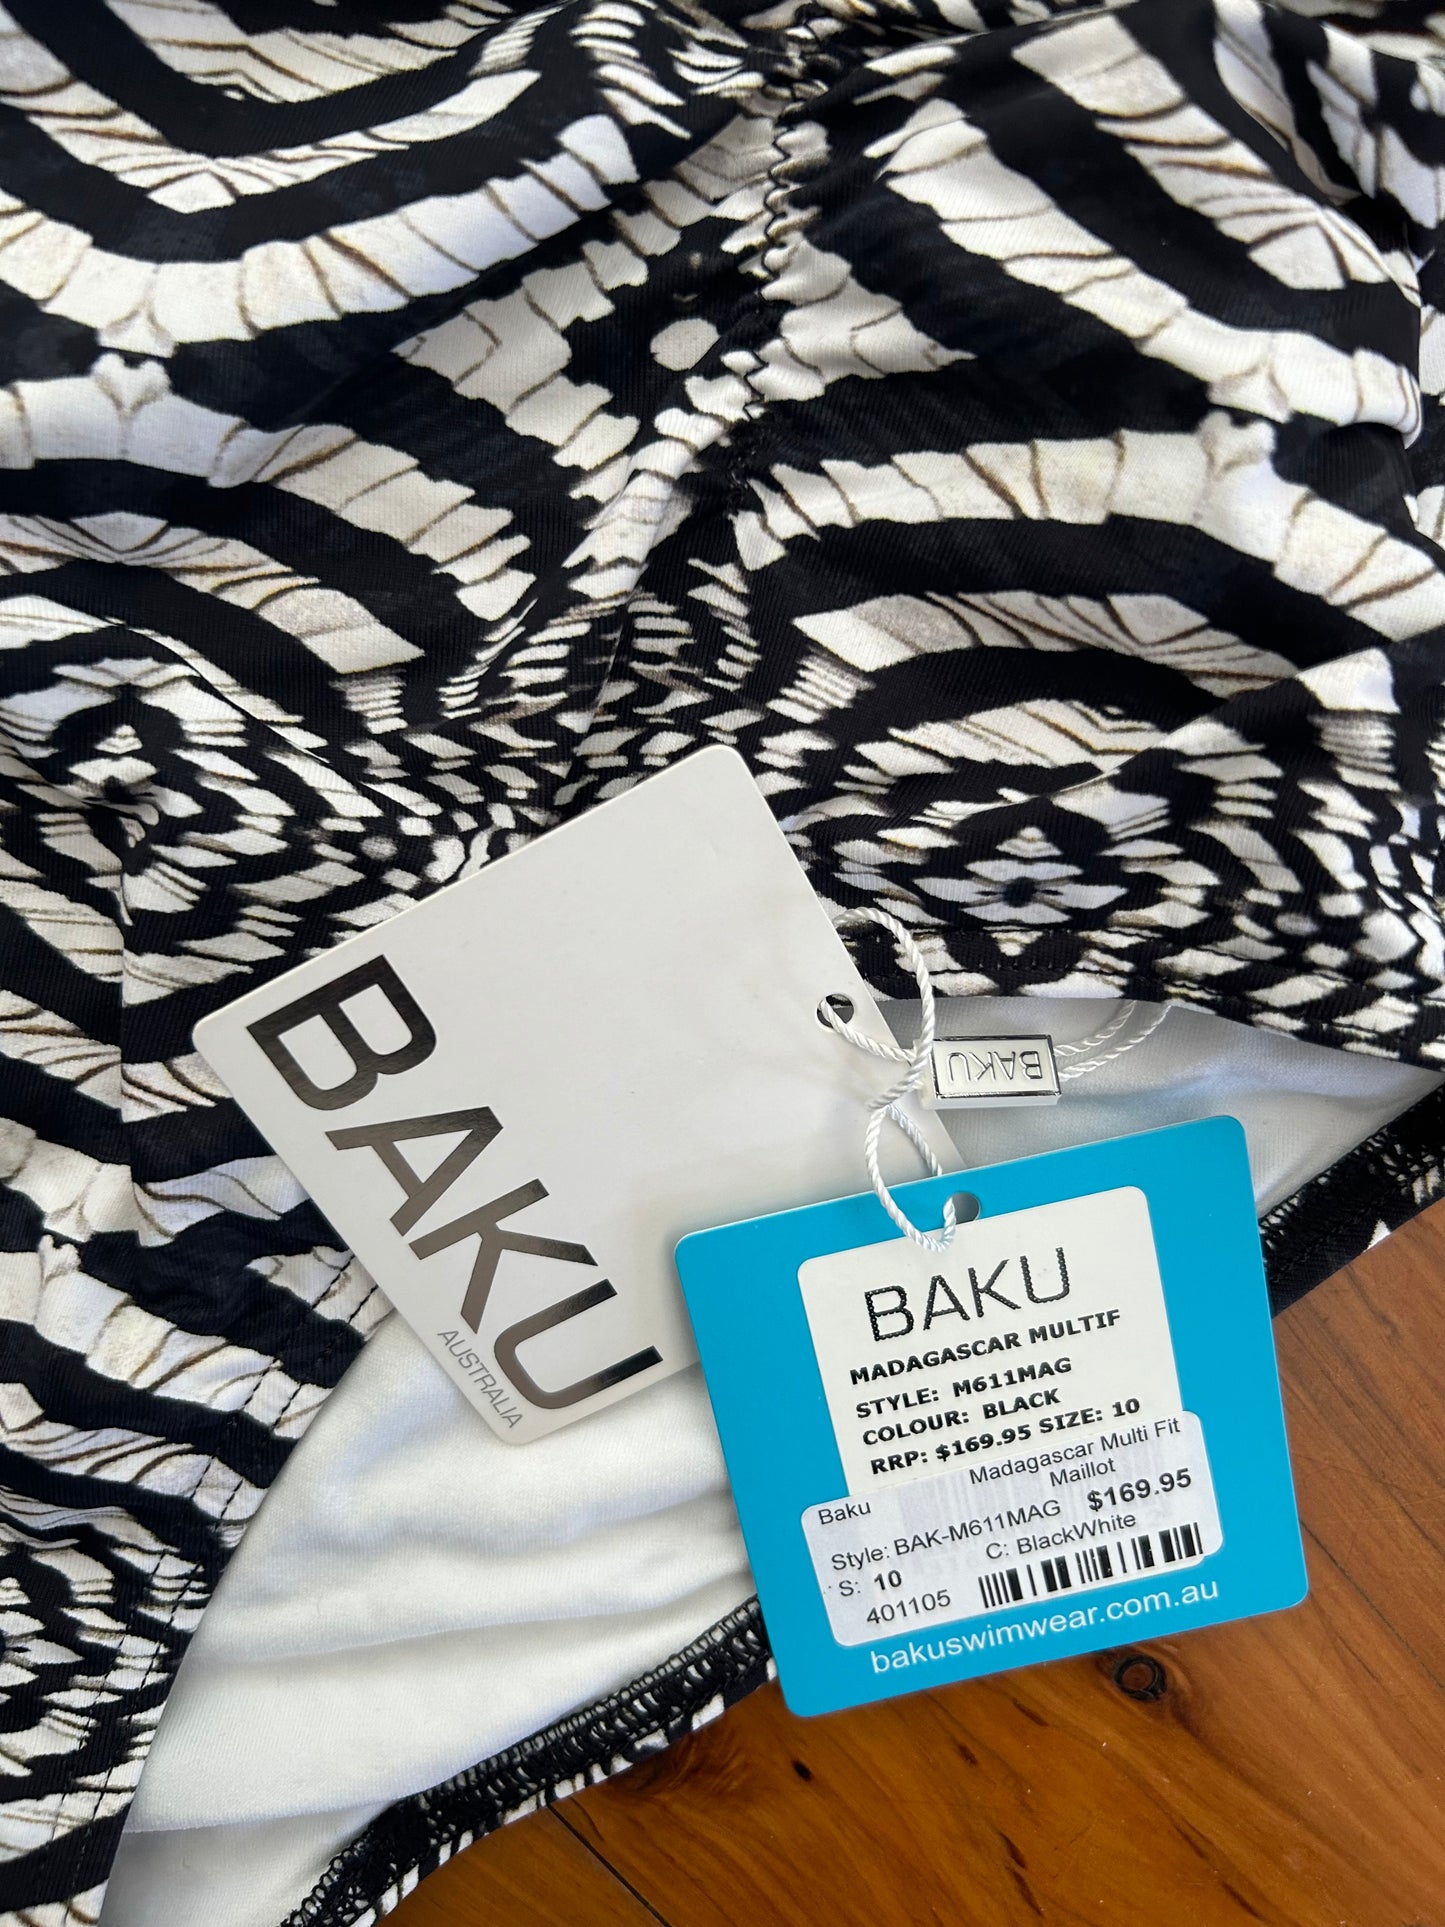 BAKU
AUSTRALIA
BAKU
BAKU
MADAGASCAR MULTIF
STYLE: M611MAG
COLOUR: BLACK
RRP: $169.95 SIZE: 10
Madagascar Multi Fit
Baku Maillot
Style: BAK-M611MAG $169.95
S: 10 C: BlackWhite
401105
bakuswimwear.com.au